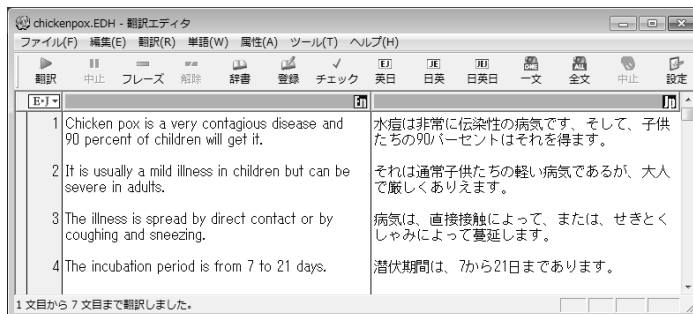 chickenpox.EDH - 翻訳エディタ
ファイル(F) 編集(E) 翻訳(R) 単語(W) 属性(A) ツール(T) ヘルプ(H)
翻訳 中止 フレーズ 解除 辞書 登録 チェック 英日 日英 日英日 一文 全文 中止 設定
E・J
1 Chicken pox is a very contagious disease and
90 percent of children will get it.
水痘は非常に伝染性の病気です、そして、子供
たちの90パーセントはそれを得ます。
2 It is usually a mild illness in children but can be
severe in adults.
それは通常子供たちの軽い病気であるが、大人
で厳しくありえます。
3 The illness is spread by direct contact or by
coughing and sneezing.
病気は、直接接触によって、または、せきとく
しゃみによって蔓延します。
4 The incubation period is from 7 to 21 days.
潜伏期間は、7から21日まであります。
1 文目から 7 文目まで翻訳しました。